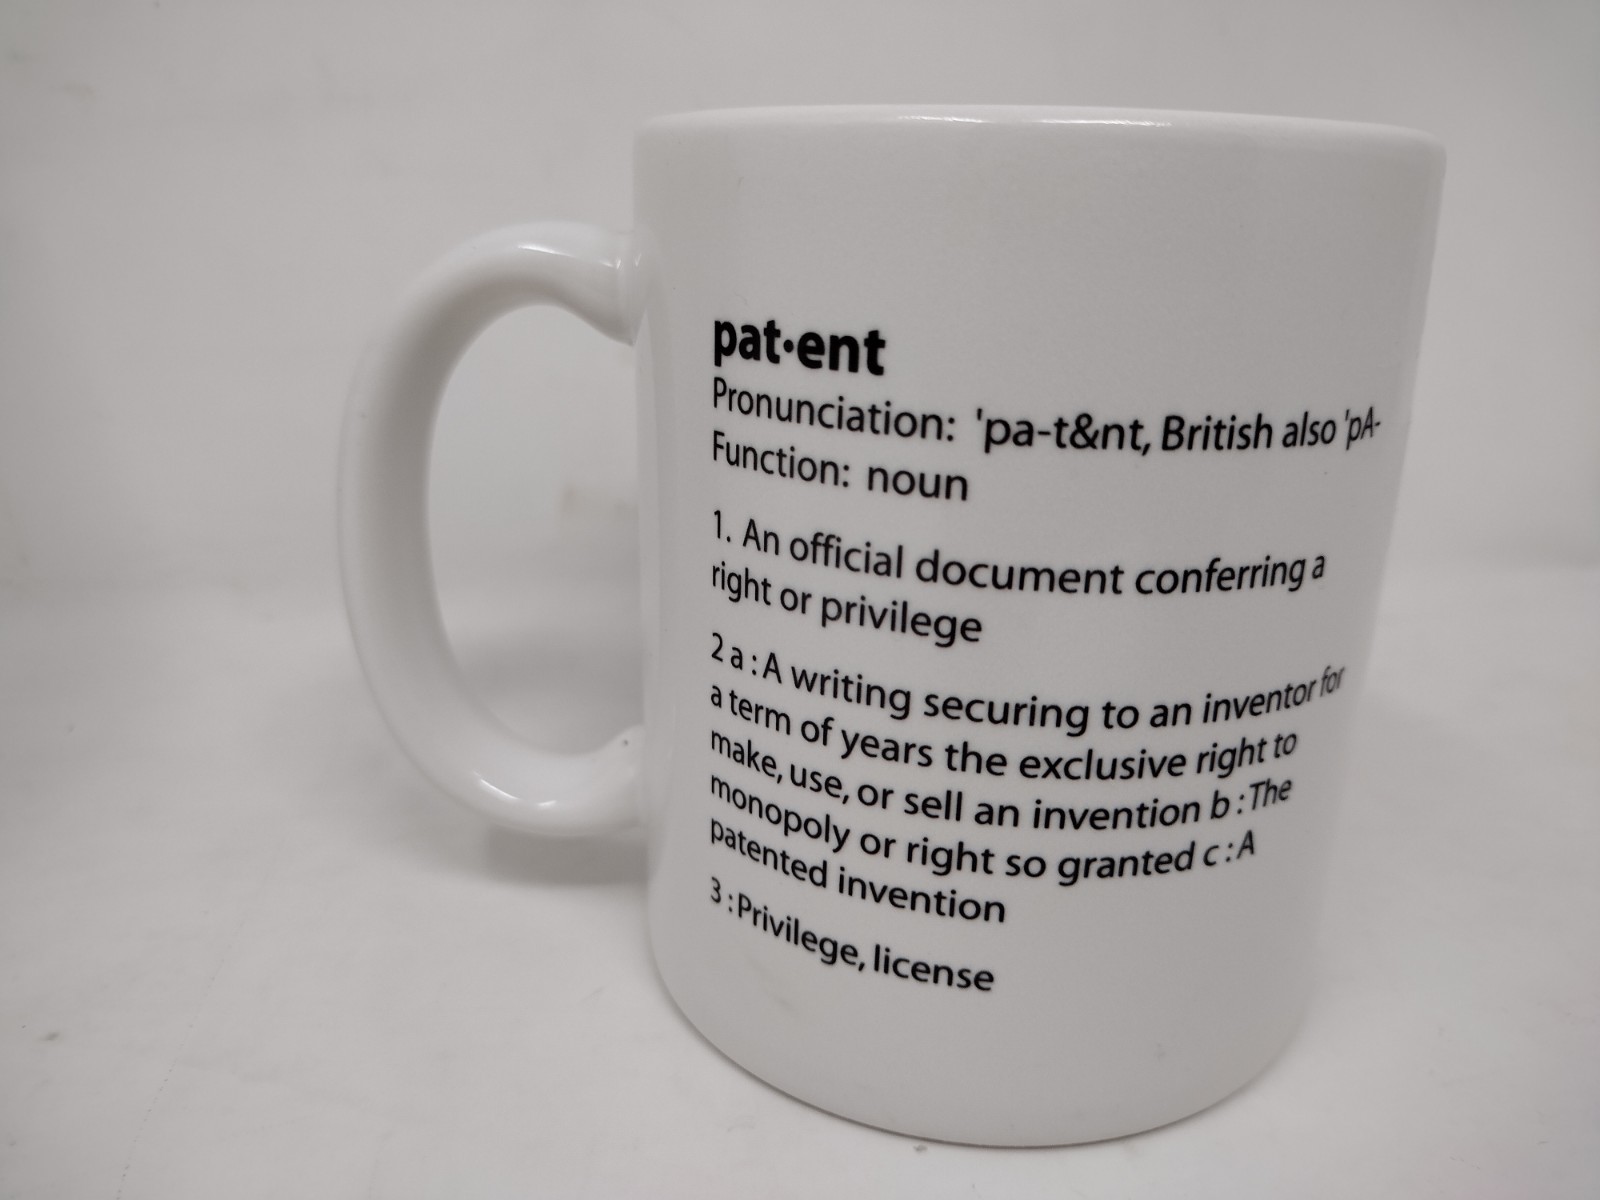 pat·ent
Pronunciation: 'pa-t&nt, British also 'pA-
Function: noun
1. An official document conferring a
right or privilege
2 a : A writing securing to an inventor for
a term of years the exclusive right to
make, use, or sell an invention b : The
monopoly or right so granted c : A
patented invention
3 : Privilege, license